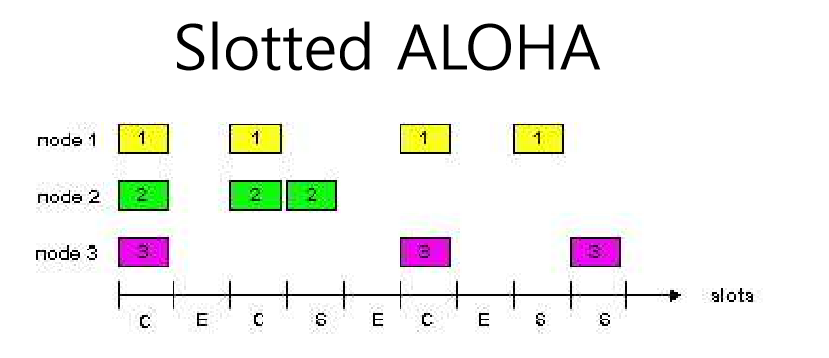 Slotted ALOHA
node 1 1 1 1 1
node 2 2 2 2
node 3 3 3 3
slots
C E C S E C E S S